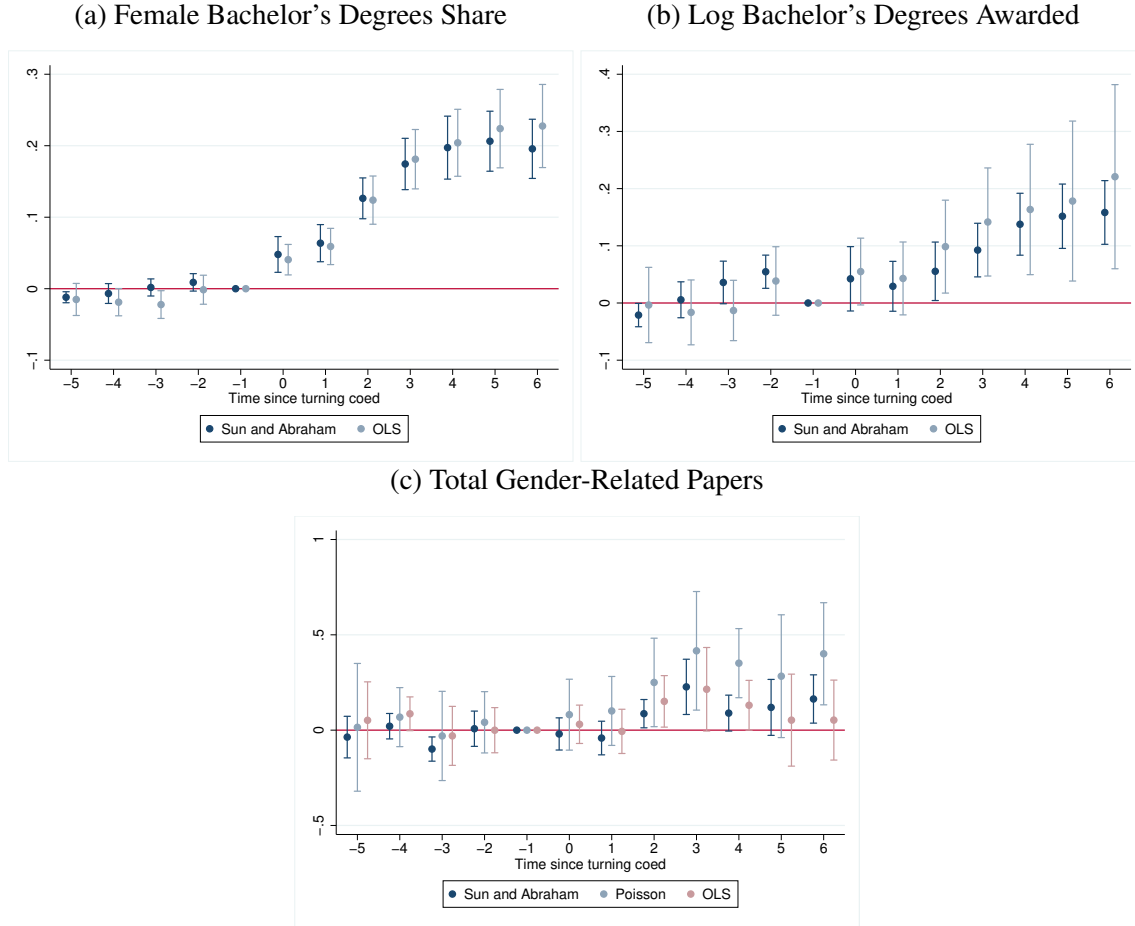 (a) Female Bachelor's Degrees Share
(b) Log Bachelor's Degrees Awarded
.3
.2
.1
0
-.1
−5 −4 −3 −2 −1 0 1 2 3 4 5 6
Time since turning coed
Sun and Abraham OLS
.4
.3
.2
.1
0
-.1
−5 −4 −3 −2 −1 0 1 2 3 4 5 6
Time since turning coed
Sun and Abraham OLS
(c) Total Gender-Related Papers
1
.5
0
-.5
−5 −4 −3 −2 −1 0 1 2 3 4 5 6
Time since turning coed
Sun and Abraham Poisson OLS